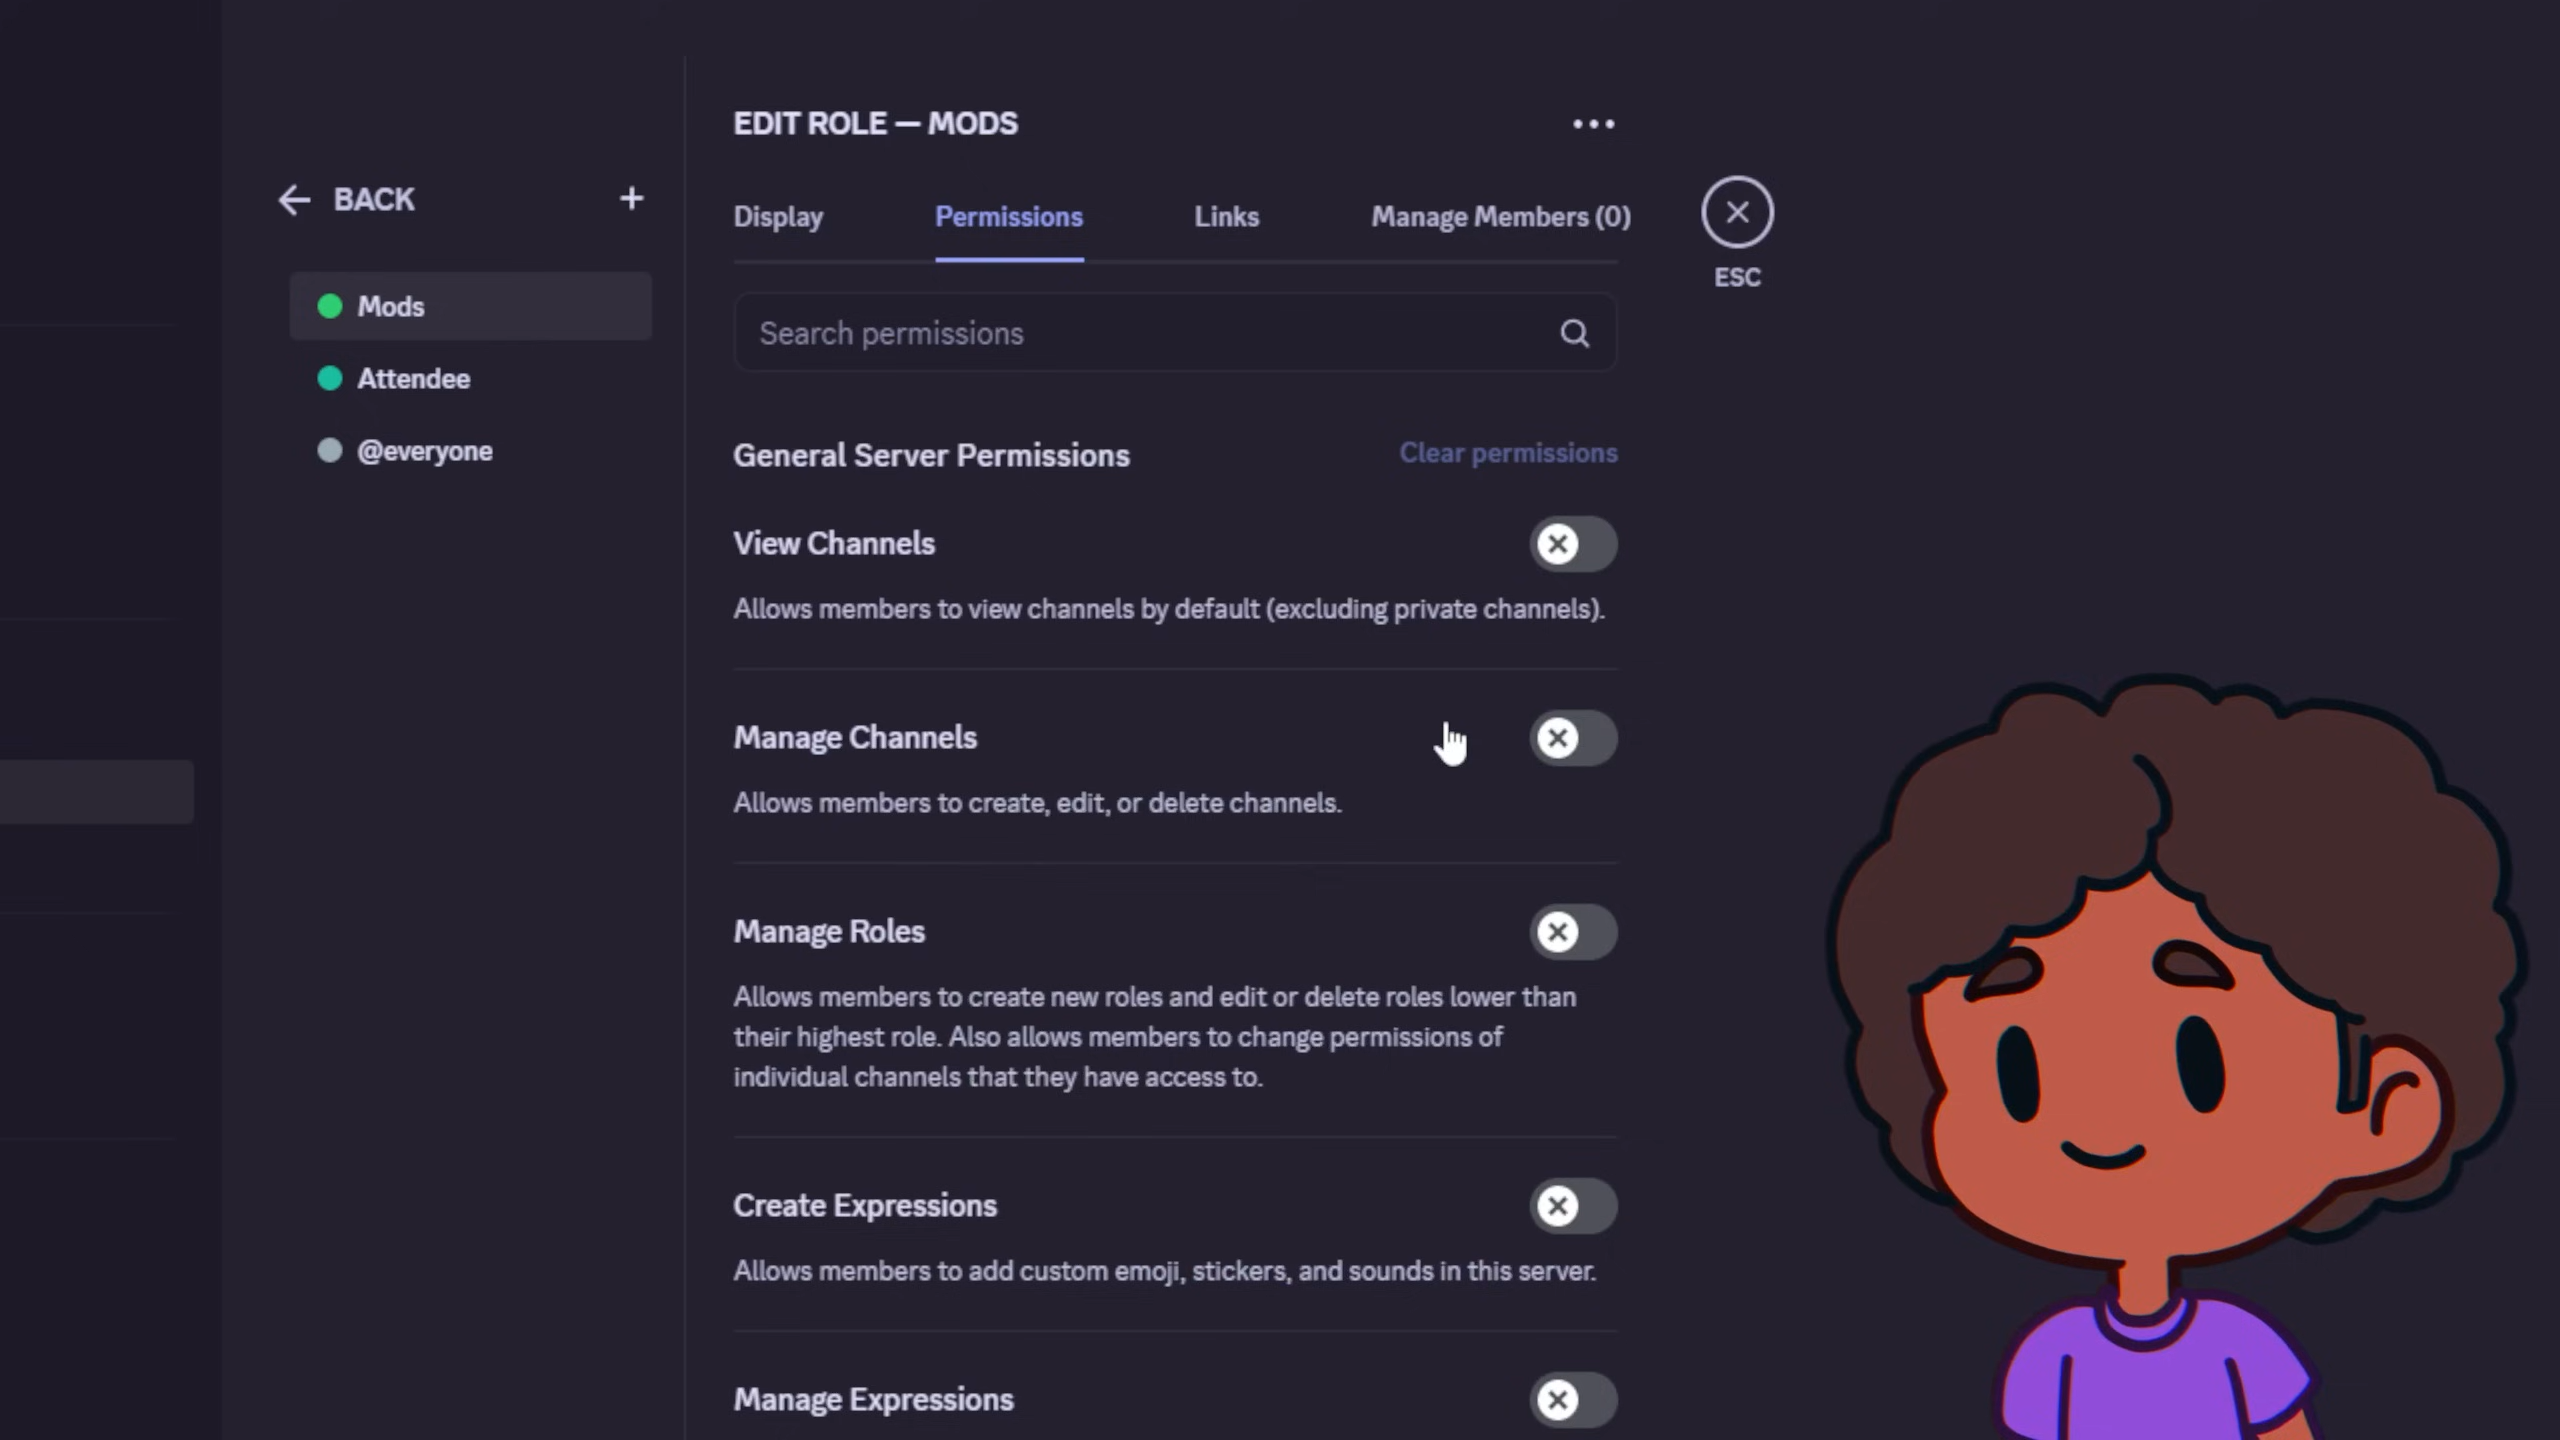 EDIT ROLE — MODS
BACK
Mods
Attendee
@everyone
Display
Permissions
Links
Manage Members (0)
ESC
Search permissions
General Server Permissions
Clear permissions
View Channels
Allows members to view channels by default (excluding private channels).
Manage Channels
Allows members to create, edit, or delete channels.
Manage Roles
Allows members to create new roles and edit or delete roles lower than
their highest role. Also allows members to change permissions of
individual channels that they have access to.
Create Expressions
Allows members to add custom emoji, stickers, and sounds in this server.
Manage Expressions